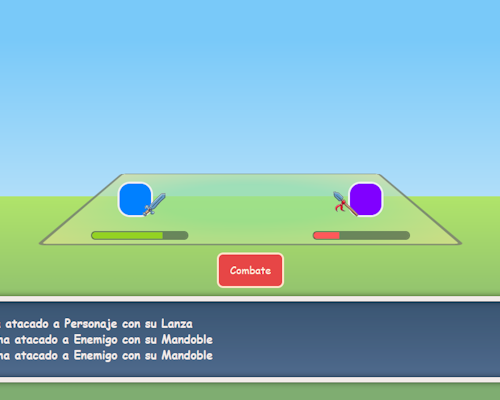 Combate
atacado a Personaje con su Lanza
ha atacado a Enemigo con su Mandoble
ha atacado a Enemigo con su Mandoble